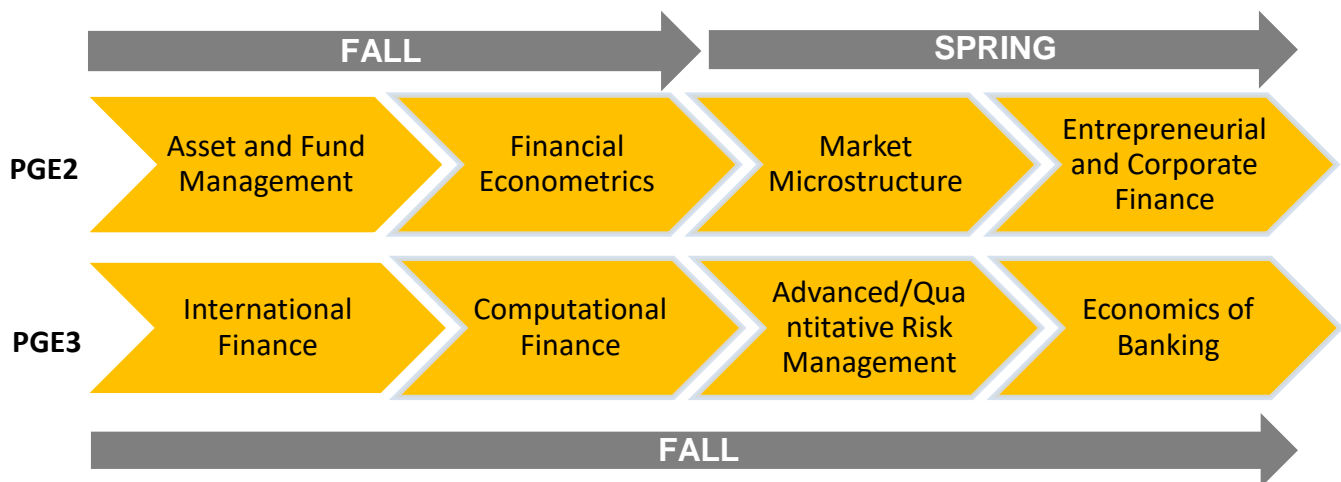 FALL
SPRING
PGE2
Asset and Fund
Management
Financial
Econometrics
Market
Microstructure
Entrepreneurial
and Corporate
Finance
PGE3
International
Finance
Computational
Finance
Advanced/Qua
ntitative Risk
Management
Economics of
Banking
FALL